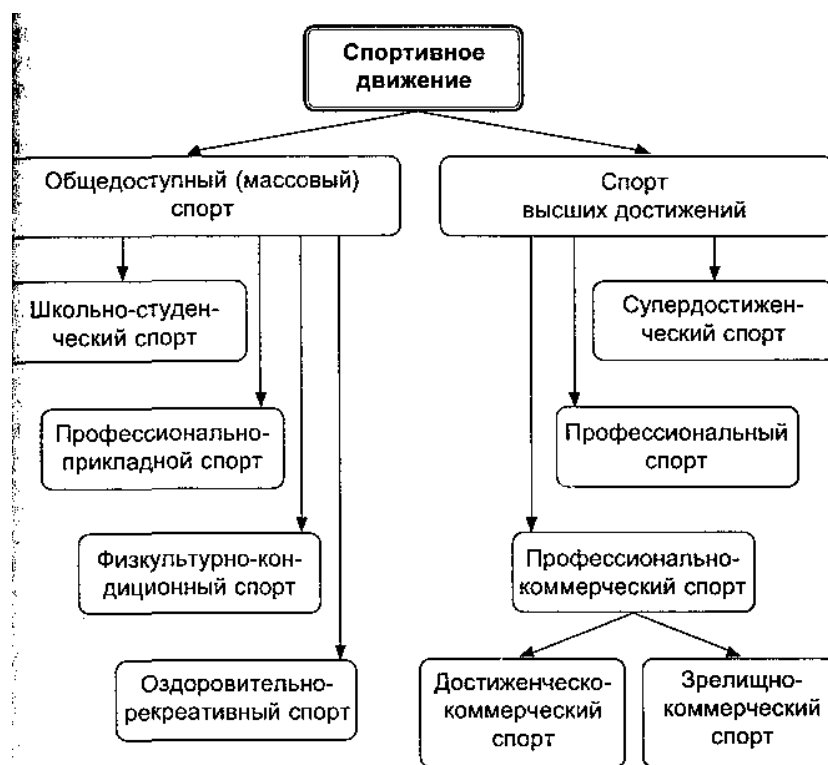 Спортивное
движение
Общедоступный (массовый)
спорт
Спорт
высших достижений
Школьно-студен-
ческий спорт
Супердостижен-
ческий спорт
Профессионально-
прикладной спорт
Профессиональный
спорт
Физкультурно-кон-
диционный спорт
Профессионально-
коммерческий спорт
Оздоровительно-
рекреативный спорт
Достиженческо-
коммерческий
спорт
Зрелищно-
коммерческий
спорт